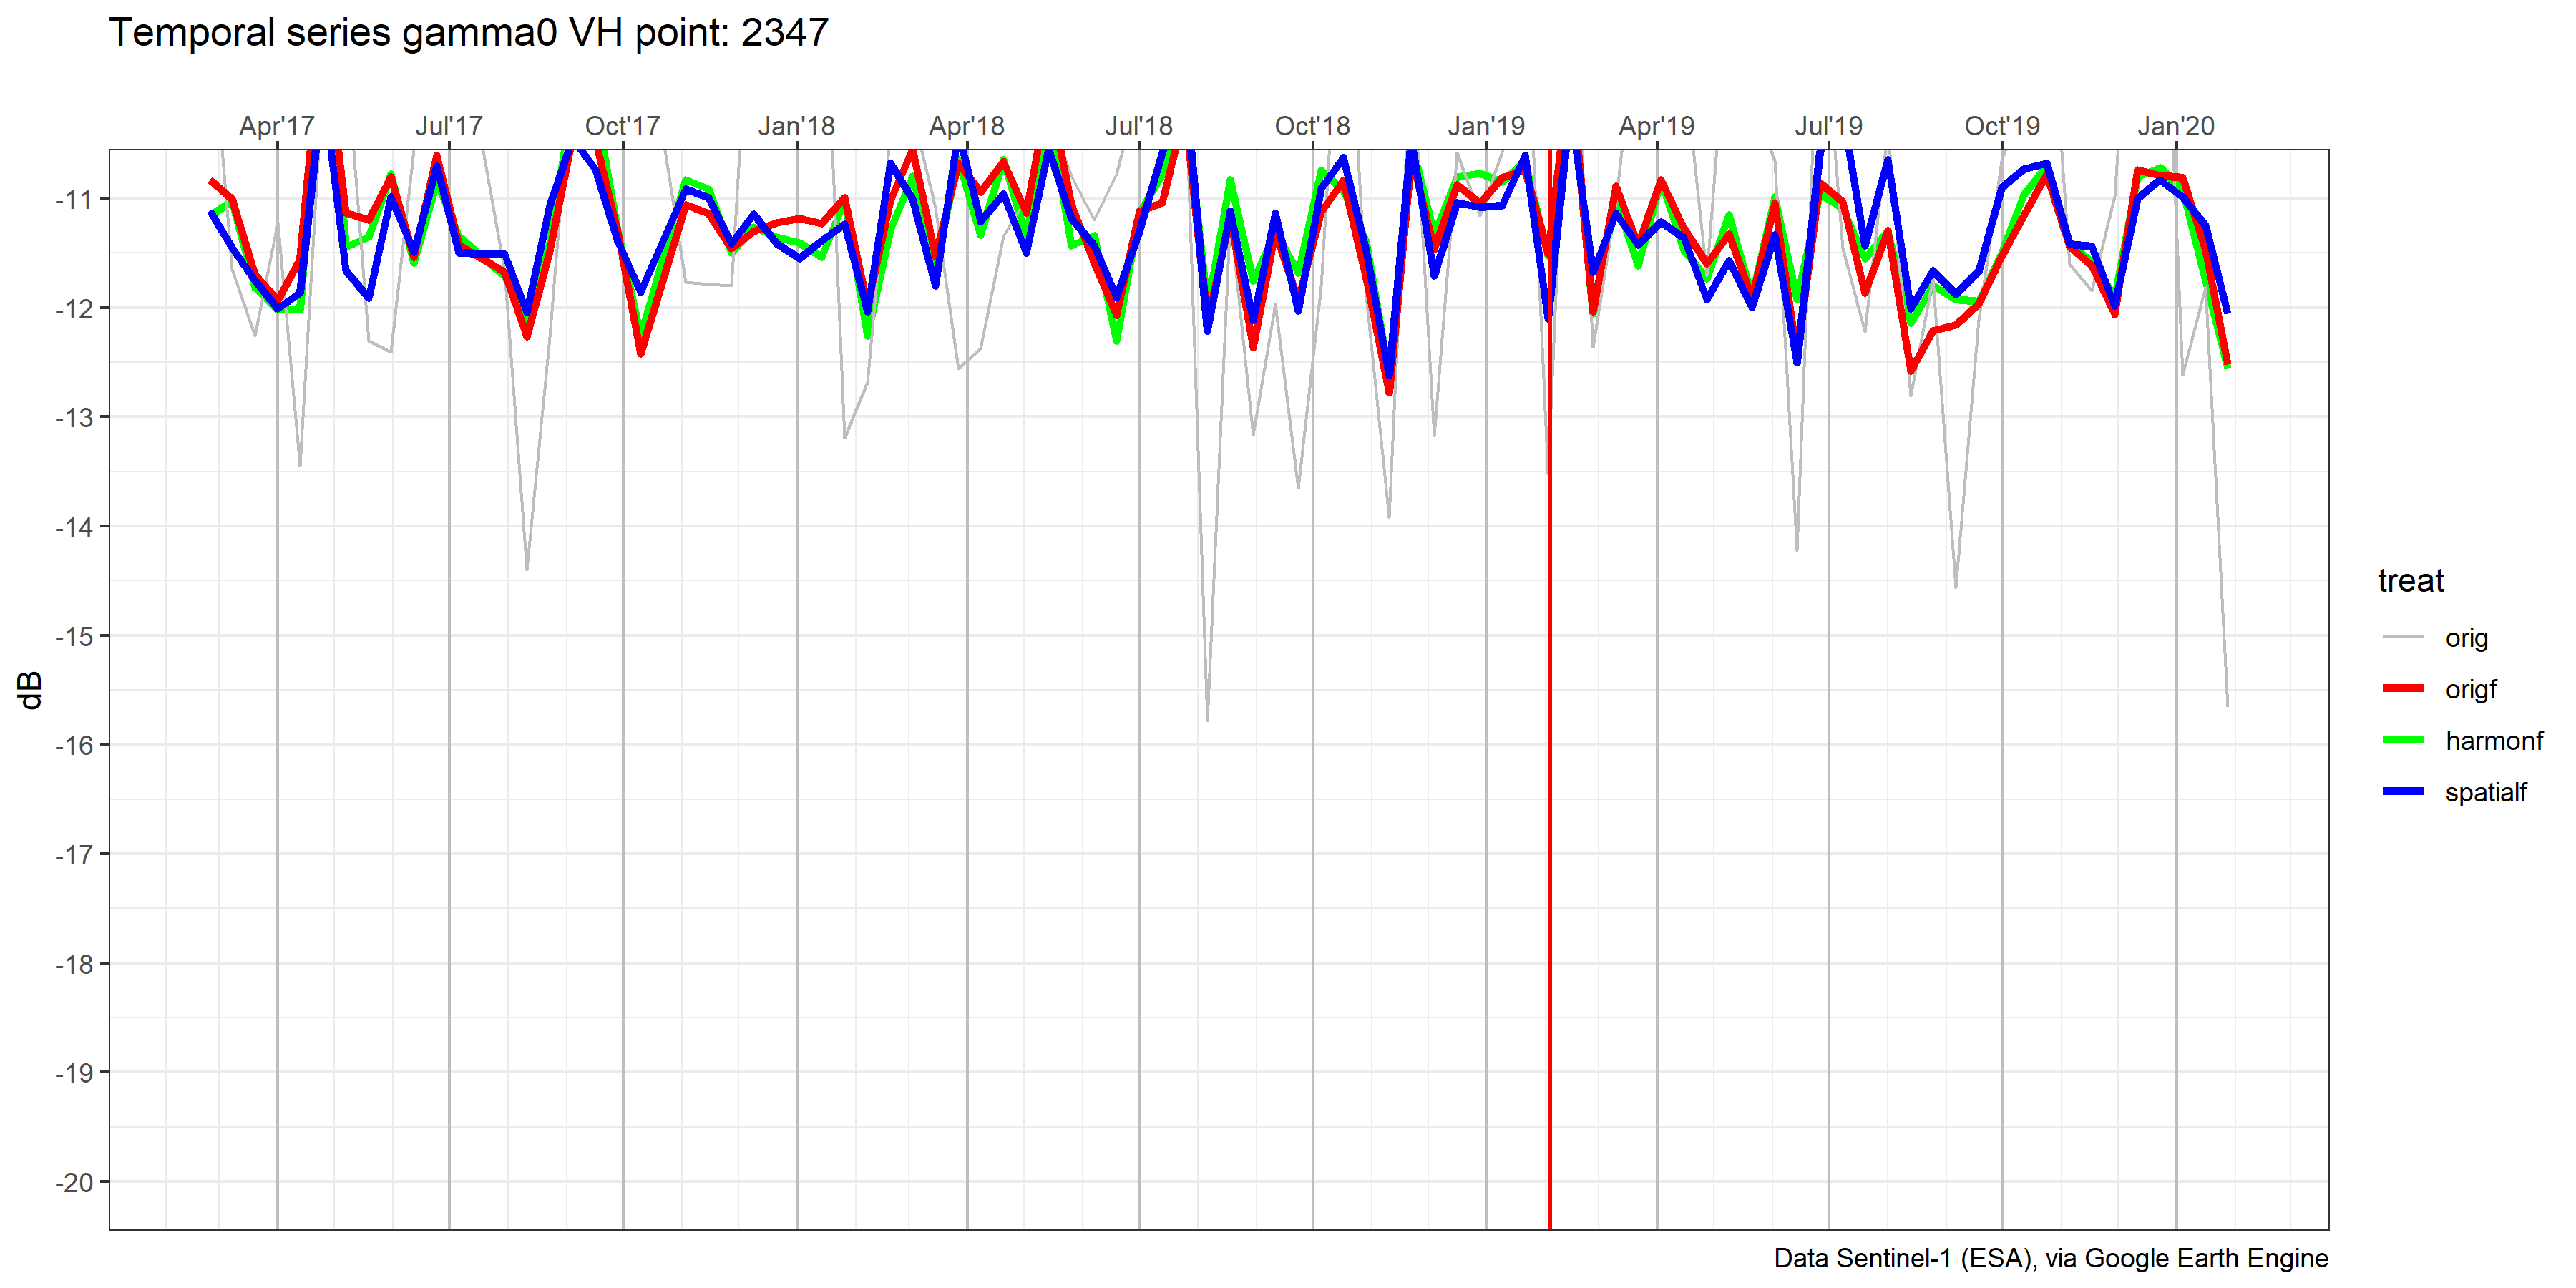 Temporal series gamma0 VH point: 2347
Apr'17 Jul'17 Oct'17 Jan'18 Apr'18 Jul'18 Oct'18 Jan'19 Apr'19 Jul'19 Oct'19 Jan'20
-11
-12
-13
-14
-15
-16
-17
-18
-19
-20
dB
treat
orig
origf
harmonf
spatialf
Data Sentinel-1 (ESA), via Google Earth Engine